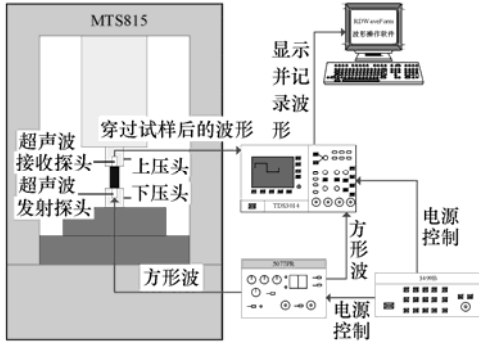 MTS815
RDWaveForm
波形操作软件
显示
并记
录波
形
穿过试样后的波形
超声波
接收探头
上压头
超声波
发射探头
下压头
TDS3014
方形波
5077PR
方
形
波
电源
控制
电源
控制